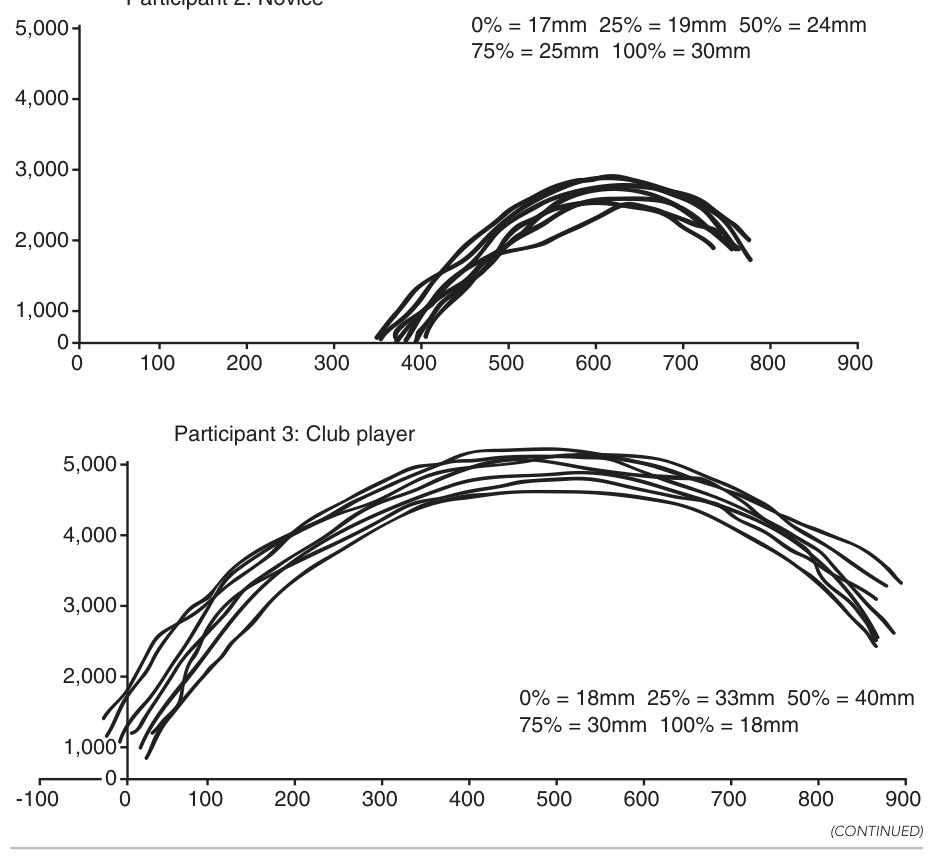 Participant 2: Novice
5,000
0% = 17mm 25% = 19mm 50% = 24mm
75% = 25mm 100% = 30mm
4,000
3,000
2,000
1,000
0
0 100 200 300 400 500 600 700 800 900
Participant 3: Club player
5,000
4,000
3,000
2,000
0% = 18mm 25% = 33mm 50% = 40mm
75% = 30mm 100% = 18mm
1,000
0
-100 0 100 200 300 400 500 600 700 800 900
(CONTINUED)